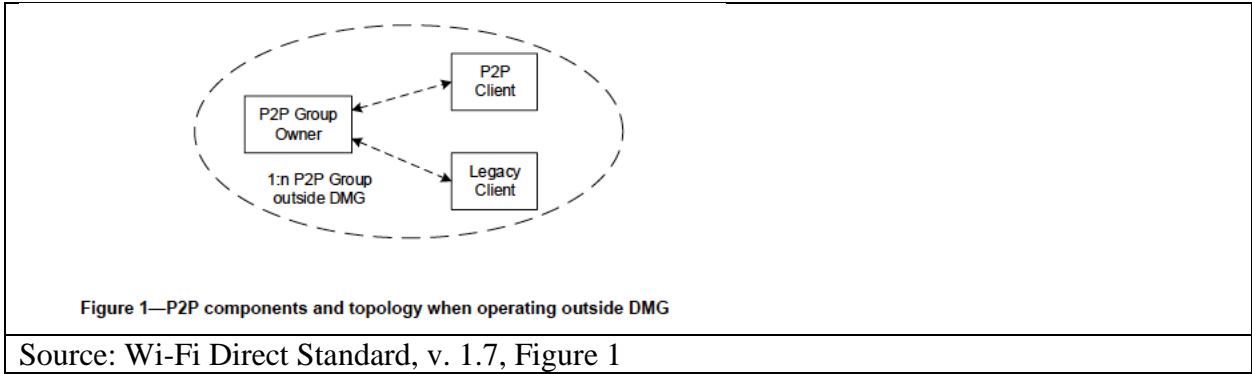 P2P
Client
P2P Group
Owner
1:n P2P Group
outside DMG
Legacy
Client
Figure 1—P2P components and topology when operating outside DMG
Source: Wi-Fi Direct Standard, v. 1.7, Figure 1